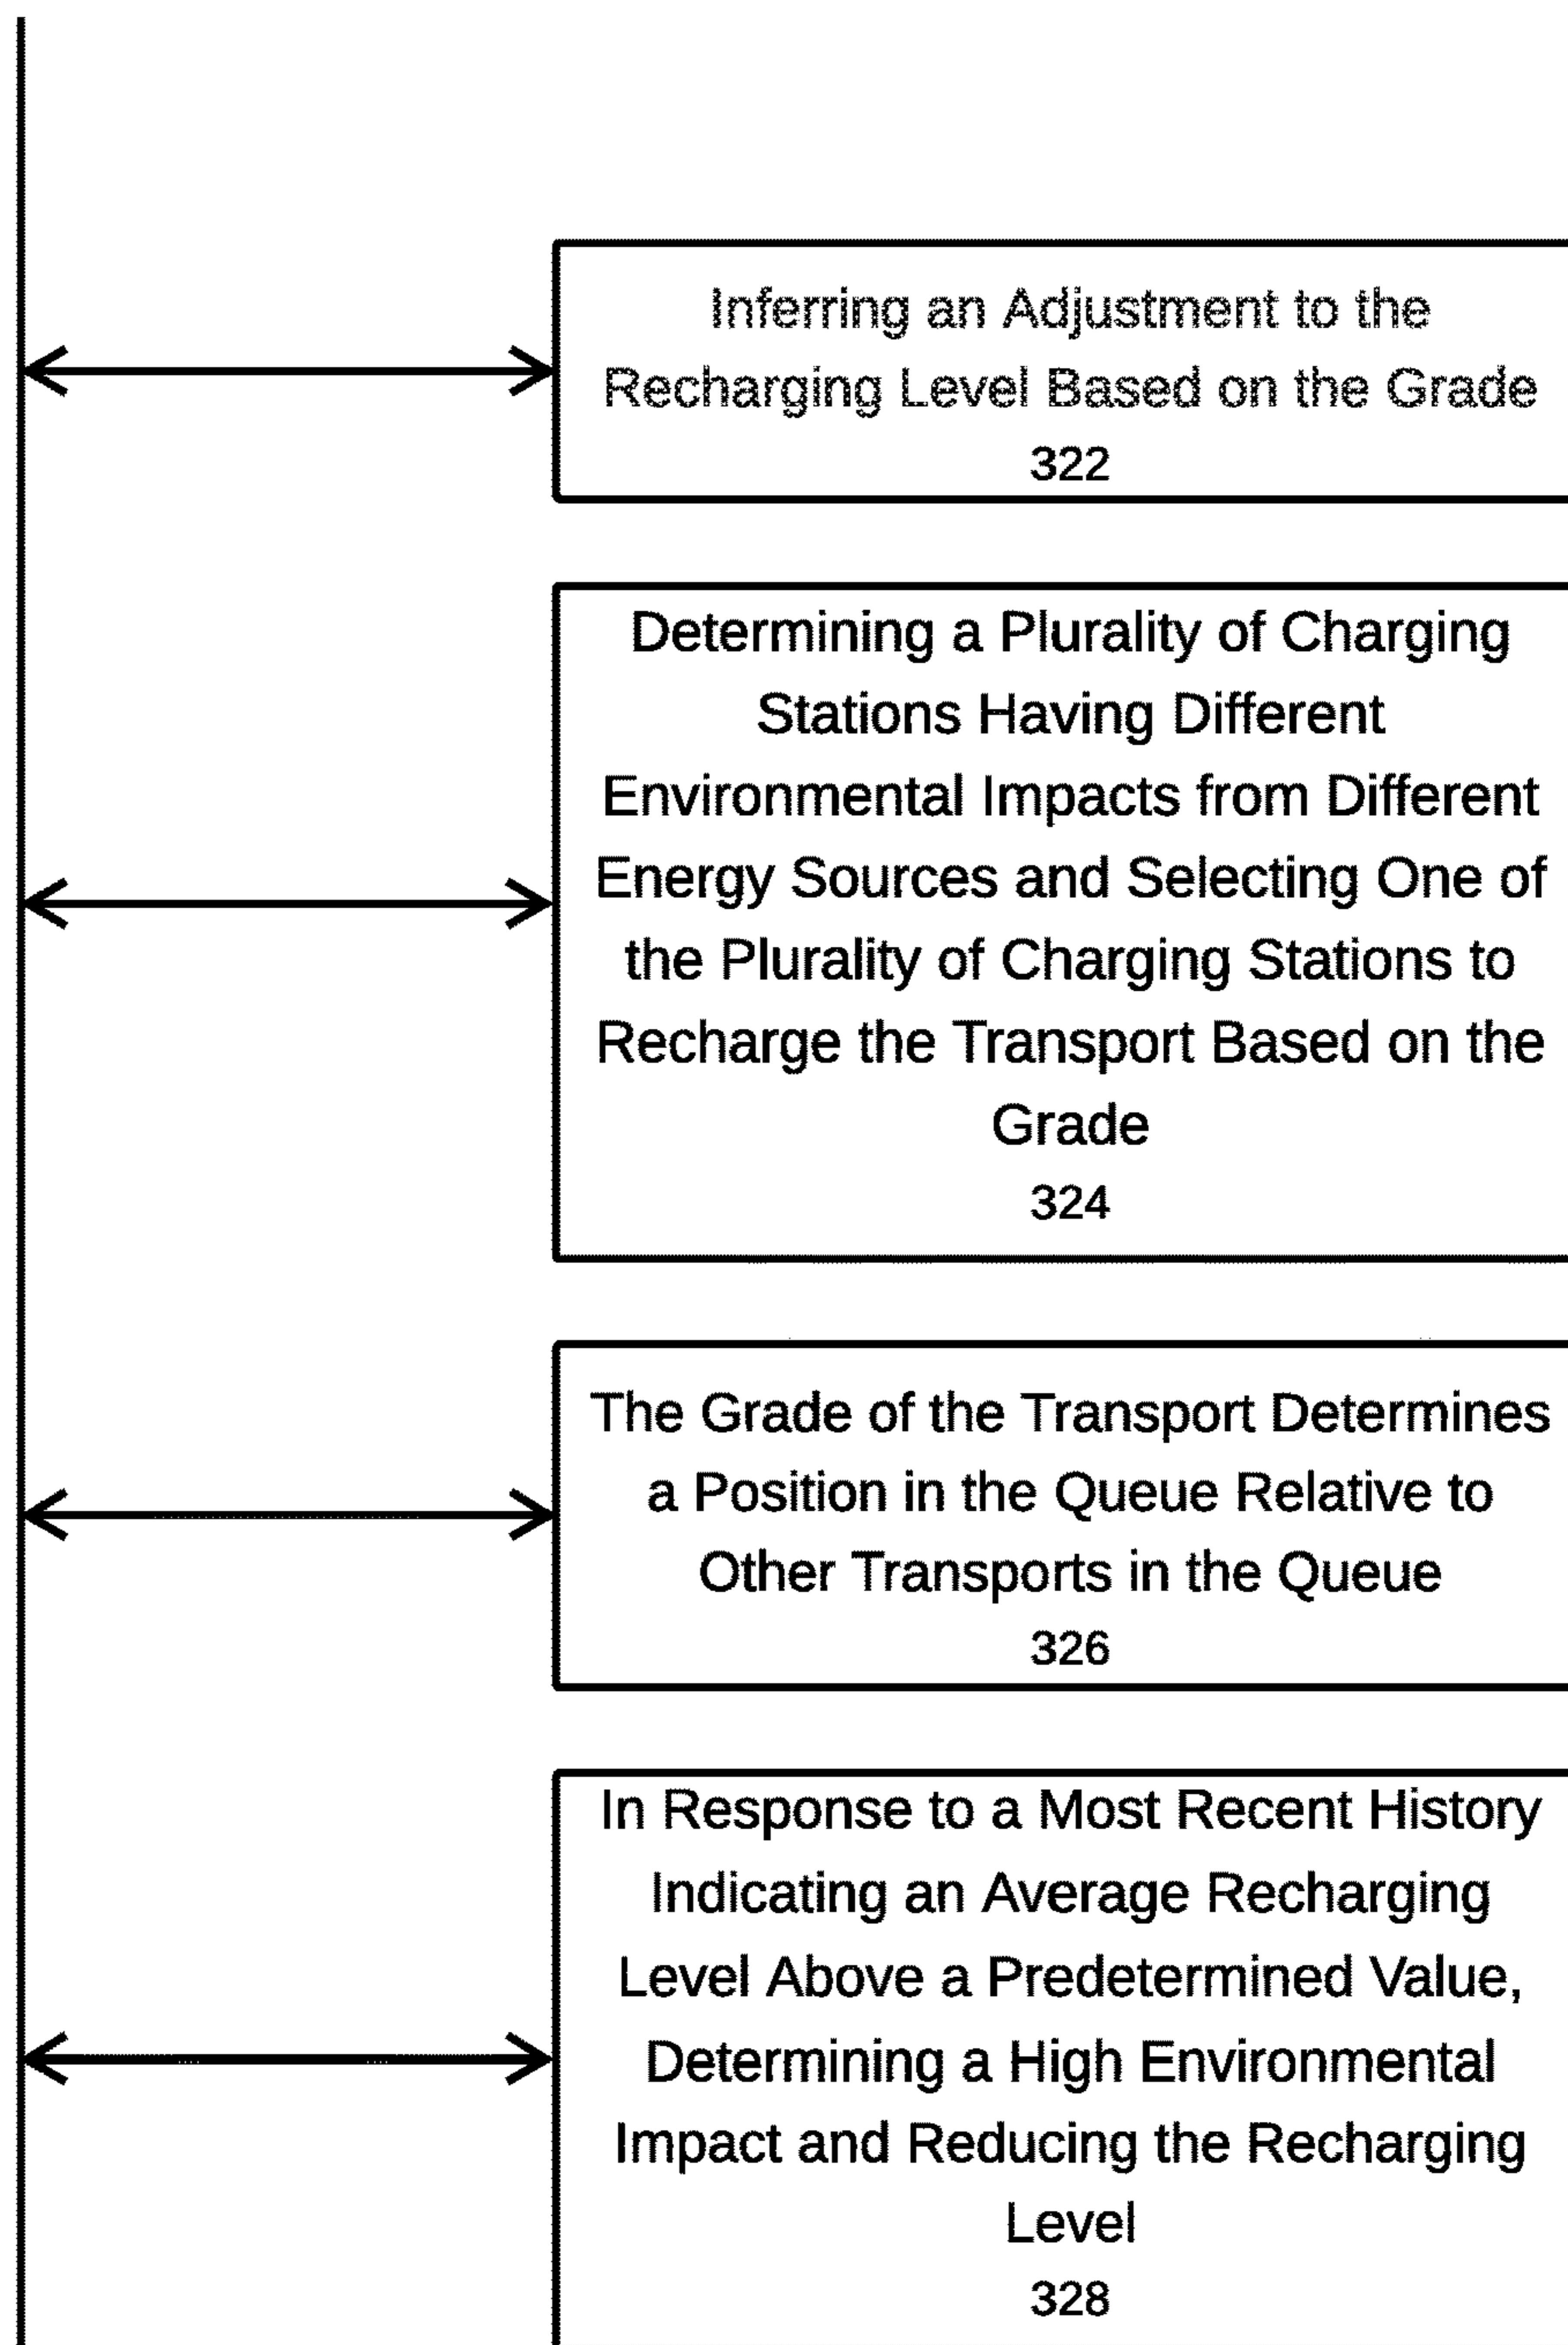 Inferring an Adjustment to the
Recharging Level Based on the Grade
322
Determining a Plurality of Charging
Stations Having Different
Environmental Impacts from Different
Energy Sources and Selecting One of
the Plurality of Charging Stations to
Recharge the Transport Based on the
Grade
324
The Grade of the Transport Determines
a Position in the Queue Relative to
Other Transports in the Queue
326
In Response to a Most Recent History
Indicating an Average Recharging
Level Above a Predetermined Value,
Determining a High Environmental
Impact and Reducing the Recharging
Level
328